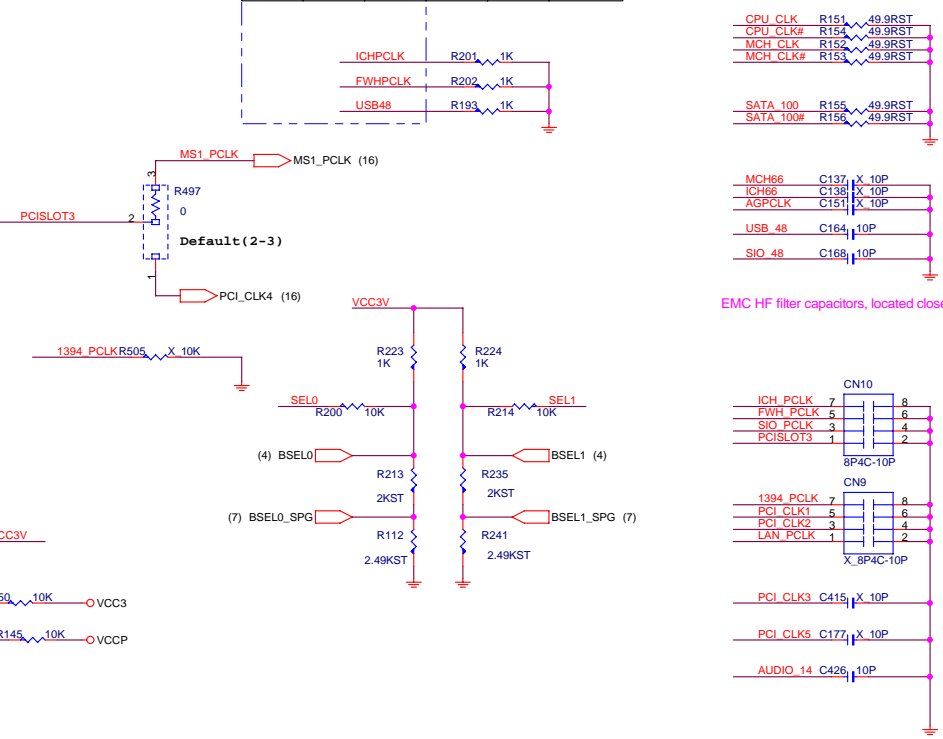 CPU_CLK R151 49.9RST
CPU_CLK# R154 49.9RST
MCH_CLK R152 49.9RST
MCH_CLK# R153 49.9RST
ICHPCLK R201 1K
FWHPCLK R202 1K
USB48 R193 1K
SATA_100 R155 49.9RST
SATA_100# R156 49.9RST
MS1_PCLK MS1_PCLK (16)
3
R497
0
PCISLOT3 2
Default(2-3)
1
PCI_CLK4 (16)
MCH66 C137 X_10P
ICH66 C138 X_10P
AGPCLK C151 X_10P
USB_48 C164 10P
SIO_48 C168 10P
EMC HF filter capacitors, located close
VCC3V
R223 R224
1K 1K
1394_PCLK R505 X_10K
SEL0 SEL1
R200 10K R214 10K
(4) BSEL0 BSEL1 (4)
R213 R235
2KST 2KST
(7) BSEL0_SPG BSEL1_SPG (7)
R112 R241
2.49KST 2.49KST
CN10
ICH_PCLK 7 8
FWH_PCLK 5 6
SIO_PCLK 3 4
PCISLOT3 1 2
8P4C-10P
CN9
1394_PCLK 7 8
PCI_CLK1 5 6
PCI_CLK2 3 4
LAN_PCLK 1 2
X_8P4C-10P
CC3V
50 10K VCC3
R145 10K VCCP
PCI_CLK3 C415 X_10P
PCI_CLK5 C177 X_10P
AUDIO_14 C426 10P